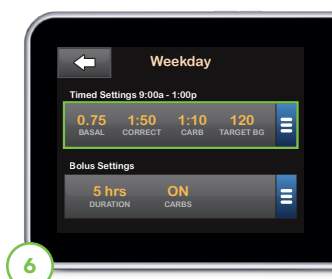 Weekday
Timed Settings 9:00a - 1:00p
0.75 1:50 1:10 120
BASAL CORRECT CARB TARGET BG
Bolus Settings
5 hrs ON
DURATION CARBS
6